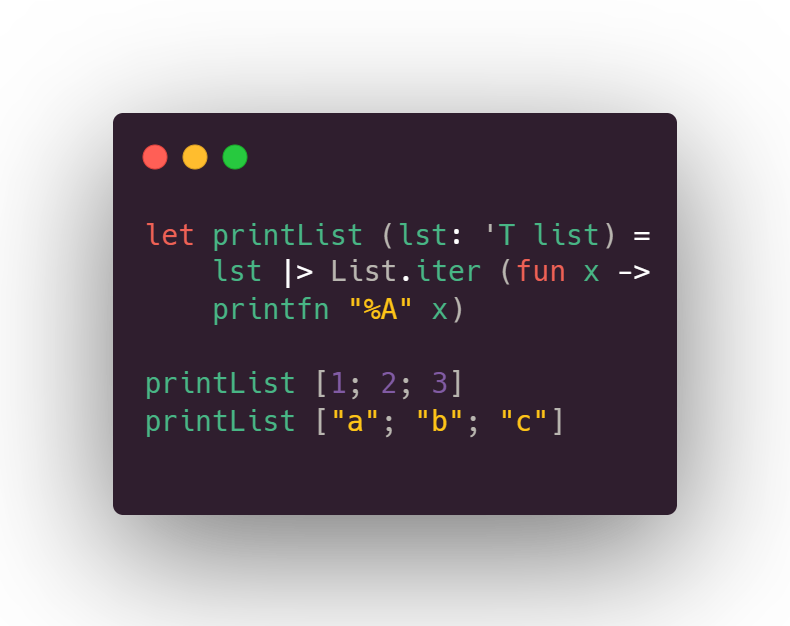 let printList (lst: 'T list) =
    lst |> List.iter (fun x ->
    printfn "%A" x)

printList [1; 2; 3]
printList ["a"; "b"; "c"]